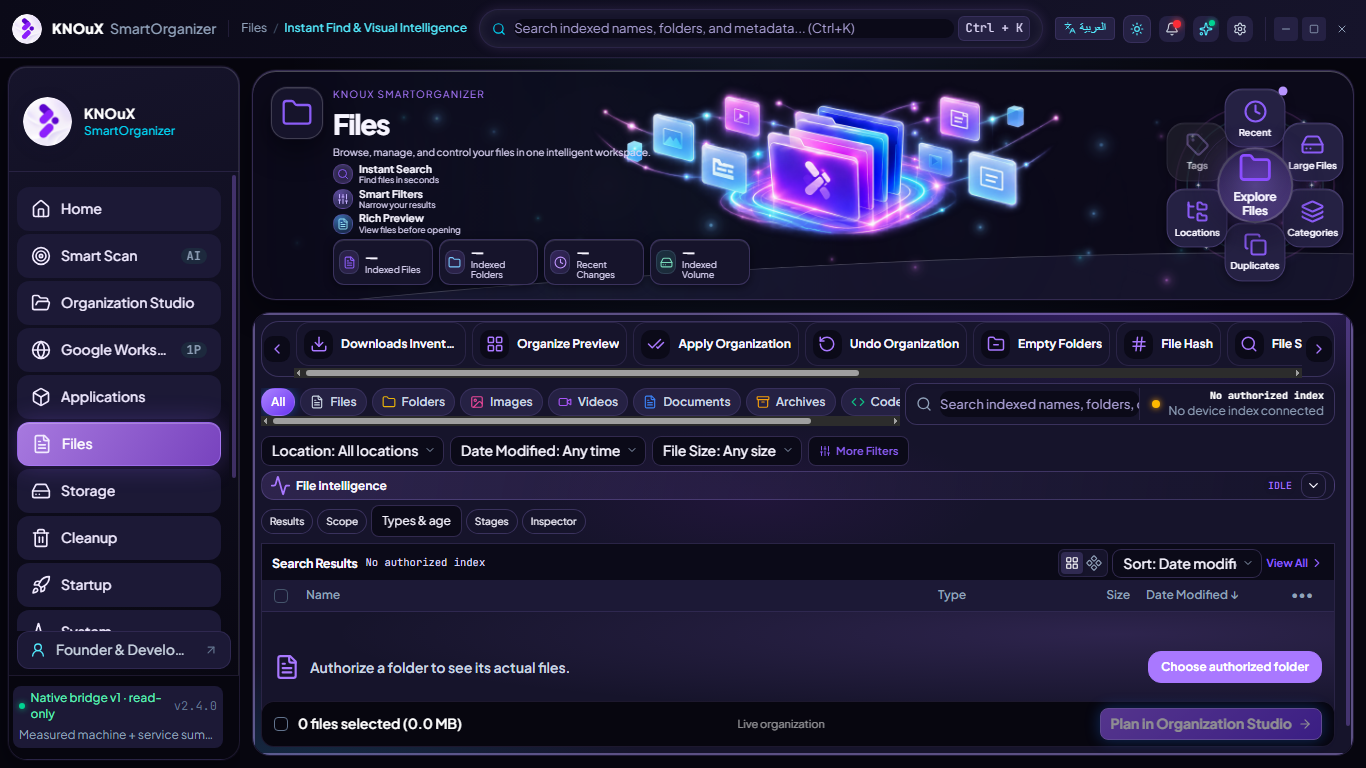 KNOuX SmartOrganizer
Files / Instant Find & Visual Intelligence
Search indexed names, folders, and metadata... (Ctrl+K)
Ctrl + K
العربية
KNOuX
SmartOrganizer
Home
Smart Scan AI
Organization Studio
Google Works... 1P
Applications
Files
Storage
Cleanup
Startup
System
Founder & Develo...
Native bridge v1 · read-only v2.4.0
Measured machine + service sum...
KNOUX SMARTORGANIZER
Files
Browse, manage, and control your files in one intelligent workspace.
Instant Search
Find files in seconds
Smart Filters
Narrow your results
Rich Preview
View files before opening
— Indexed Files
— Indexed Folders
— Recent Changes
— Indexed Volume
Recent
Tags
Large Files
Explore Files
Locations
Categories
Duplicates
Downloads Invent...
Organize Preview
Apply Organization
Undo Organization
Empty Folders
File Hash
File S
All
Files
Folders
Images
Videos
Documents
Archives
Code
Search indexed names, folders,
No authorized index
No device index connected
Location: All locations
Date Modified: Any time
File Size: Any size
More Filters
File Intelligence
IDLE
Results
Scope
Types & age
Stages
Inspector
Search Results No authorized index
Sort: Date modifi
View All
Name
Type
Size
Date Modified ↓
•••
Authorize a folder to see its actual files.
Choose authorized folder
0 files selected (0.0 MB)
Live organization
Plan in Organization Studio →